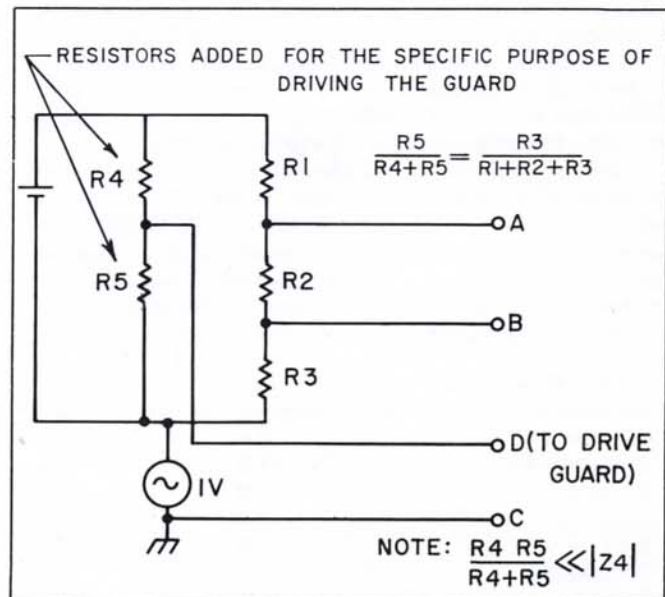 RESISTORS ADDED FOR THE SPECIFIC PURPOSE OF
DRIVING THE GUARD
R4
R1
R5/R4+R5 = R3/R1+R2+R3
A
R5
R2
B
R3
D(TO DRIVE
GUARD)
1V
C
NOTE: R4 R5/R4+R5 ≪|Z4|